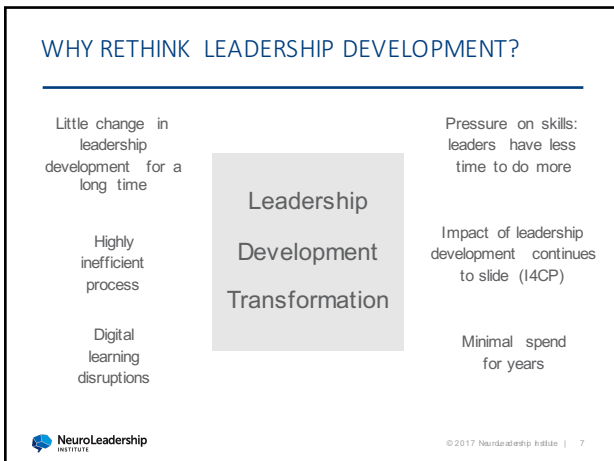 WHY RETHINK LEADERSHIP DEVELOPMENT?
Little change in
leadership
development for a
long time
Highly
inefficient
process
Digital
learning
disruptions
Leadership
Development
Transformation
Pressure on skills:
leaders have less
time to do more
Impact of leadership
development continues
to slide (I4CP)
Minimal spend
for years
NeuroLeadership
INSTITUTE
© 2017 NeuroLeadership Institute | 7